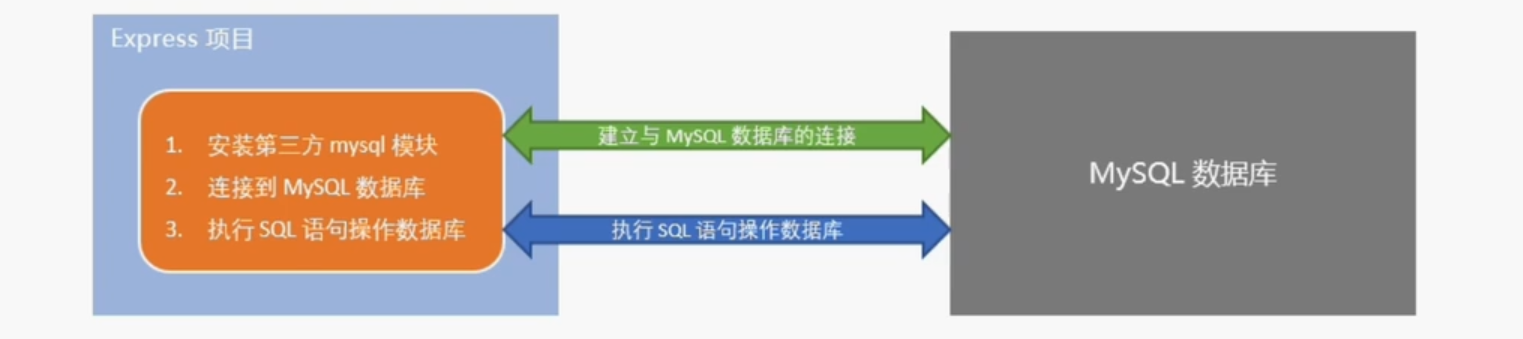 Express 项目
1. 安装第三方 mysql 模块
2. 连接到 MySQL 数据库
3. 执行 SQL 语句操作数据库
建立与 MySQL 数据库的连接
执行 SQL 语句操作数据库
MySQL 数据库